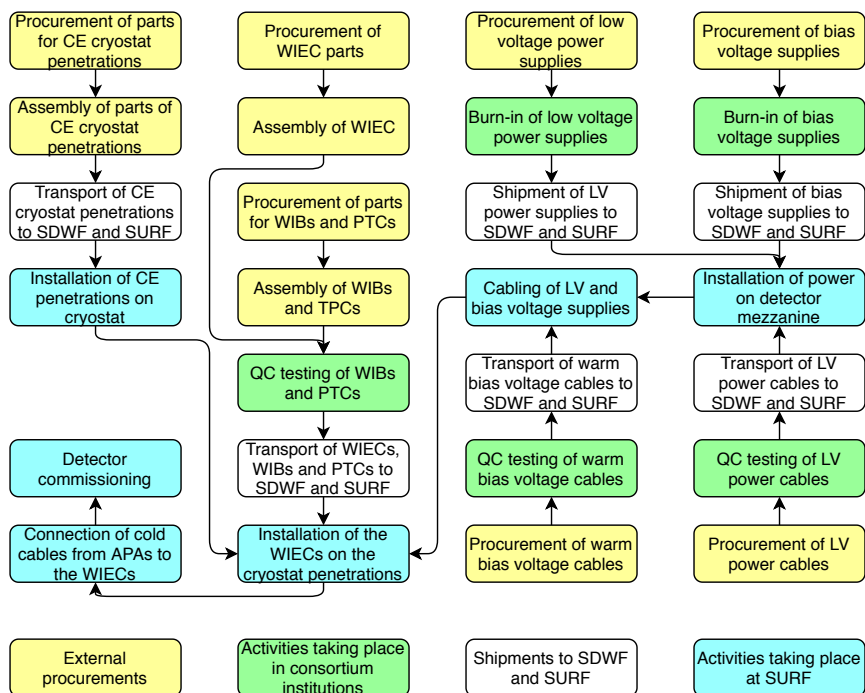 Procurement of parts
for CE cryostat
penetrations
Procurement of
WIEC parts
Procurement of low
voltage power
supplies
Procurement of bias
voltage supplies
Assembly of parts of
CE cryostat
penetrations
Assembly of WIEC
Burn-in of low voltage
power supplies
Burn-in of bias
voltage supplies
Transport of CE
cryostat penetrations
to SDWF and SURF
Procurement of parts
for WIBs and PTCs
Shipment of LV
power supplies to
SDWF and SURF
Shipment of bias
voltage supplies to
SDWF and SURF
Installation of CE
penetrations on
cryostat
Assembly of WIBs
and TPCs
Cabling of LV and
bias voltage supplies
Installation of power
on detector
mezzanine
QC testing of WIBs
and PTCs
Transport of warm
bias voltage cables to
SDWF and SURF
Transport of LV
power cables to
SDWF and SURF
Detector
commissioning
Transport of WIECs,
WIBs and PTCs to
SDWF and SURF
QC testing of warm
bias voltage cables
QC testing of LV
power cables
Connection of cold
cables from APAs to
the WIECs
Installation of the
WIECs on the
cryostat penetrations
Procurement of warm
bias voltage cables
Procurement of LV
power cables
External
procurements
Activities taking place
in consortium
institutions
Shipments to SDWF
and SURF
Activities taking place
at SURF